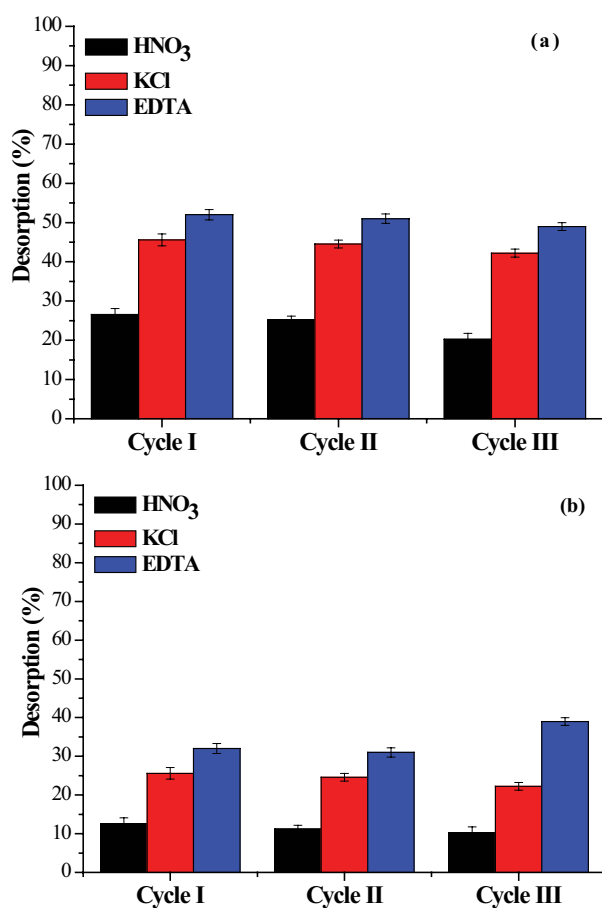 100
90
80
70
60
50
40
30
20
10
0
Desorption (%)
HNO3
KCl
EDTA
(a)
Cycle I Cycle II Cycle III
100
90
80
70
60
50
40
30
20
10
0
Desorption (%)
HNO3
KCl
EDTA
(b)
Cycle I Cycle II Cycle III